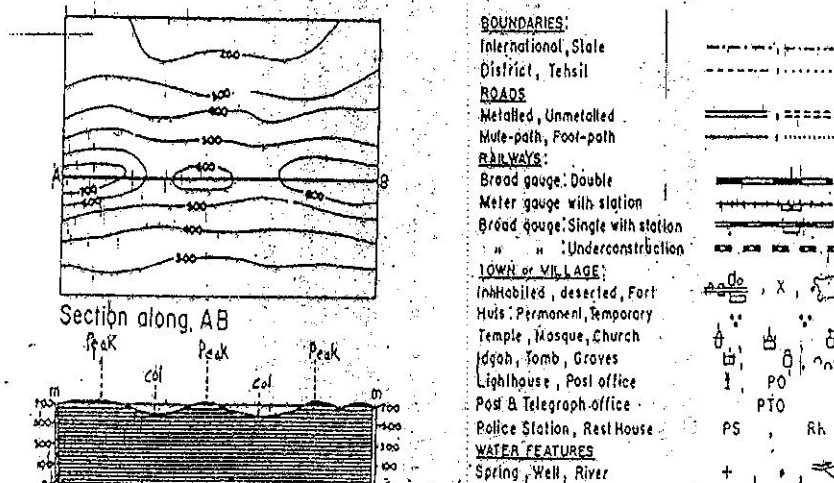 200
300
400
500
600
A
B
700
600
600
500
400
300
Section along AB
Peak
Peak
Peak
Col
Col
m
m
700
700
BOUNDARIES:
International, State
District, Tehsil
ROADS
Metalled, Unmetalled
Mule-path, Foot-path
RAILWAYS:
Broad gauge: Double
Meter gauge with station
Broad gauge: Single with station
" " : Underconstruction
TOWN or VILLAGE:
Inhabited, deserted, Fort
Huts: Permanent, Temporary
Temple, Mosque, Church
Idgah, Tomb, Graves
Lighthouse, Post office
PO
Post & Telegraph office
PTO
Police Station, Rest House
PS , Rh
WATER FEATURES
Spring, Well, River